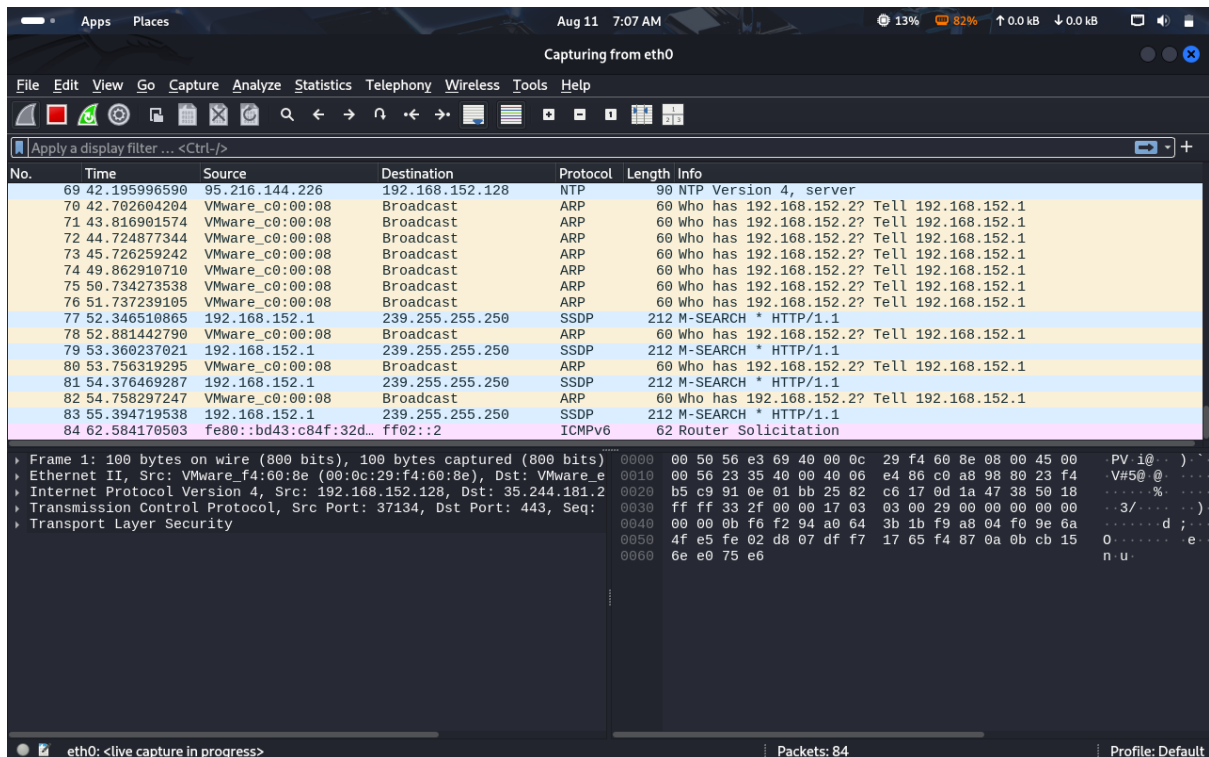 Apps Places Aug 11 7:07 AM 13% 82% ↑ 0.0 kB ↓ 0.0 kB
Capturing from eth0
File Edit View Go Capture Analyze Statistics Telephony Wireless Tools Help
Apply a display filter … <Ctrl-/>
No. Time Source Destination Protocol Length Info
69 42.195996590 95.216.144.226 192.168.152.128 NTP 90 NTP Version 4, server
70 42.702604204 VMware_c0:00:08 Broadcast ARP 60 Who has 192.168.152.2? Tell 192.168.152.1
71 43.816901574 VMware_c0:00:08 Broadcast ARP 60 Who has 192.168.152.2? Tell 192.168.152.1
72 44.724877344 VMware_c0:00:08 Broadcast ARP 60 Who has 192.168.152.2? Tell 192.168.152.1
73 45.726259242 VMware_c0:00:08 Broadcast ARP 60 Who has 192.168.152.2? Tell 192.168.152.1
74 49.862910710 VMware_c0:00:08 Broadcast ARP 60 Who has 192.168.152.2? Tell 192.168.152.1
75 50.734273538 VMware_c0:00:08 Broadcast ARP 60 Who has 192.168.152.2? Tell 192.168.152.1
76 51.737239105 VMware_c0:00:08 Broadcast ARP 60 Who has 192.168.152.2? Tell 192.168.152.1
77 52.346510865 192.168.152.1 239.255.255.250 SSDP 212 M-SEARCH * HTTP/1.1
78 52.881442790 VMware_c0:00:08 Broadcast ARP 60 Who has 192.168.152.2? Tell 192.168.152.1
79 53.360237021 192.168.152.1 239.255.255.250 SSDP 212 M-SEARCH * HTTP/1.1
80 53.756319295 VMware_c0:00:08 Broadcast ARP 60 Who has 192.168.152.2? Tell 192.168.152.1
81 54.376469287 192.168.152.1 239.255.255.250 SSDP 212 M-SEARCH * HTTP/1.1
82 54.758297247 VMware_c0:00:08 Broadcast ARP 60 Who has 192.168.152.2? Tell 192.168.152.1
83 55.394719538 192.168.152.1 239.255.255.250 SSDP 212 M-SEARCH * HTTP/1.1
84 62.584170503 fe80::bd43:c84f:32d… ff02::2 ICMPv6 62 Router Solicitation
Frame 1: 100 bytes on wire (800 bits), 100 bytes captured (800 bits)
Ethernet II, Src: VMware_f4:60:8e (00:0c:29:f4:60:8e), Dst: VMware_e
Internet Protocol Version 4, Src: 192.168.152.128, Dst: 35.244.181.2
Transmission Control Protocol, Src Port: 37134, Dst Port: 443, Seq:
Transport Layer Security
0000 00 50 56 e3 69 40 00 0c 29 f4 60 8e 08 00 45 00 ·PV·i@·· )·`·
0010 00 56 23 35 40 00 40 06 e4 86 c0 a8 98 80 23 f4 ·V#5@·@· ····
0020 b5 c9 91 0e 01 bb 25 82 c6 17 0d 1a 47 38 50 18 ······%· ····
0030 ff ff 33 2f 00 00 17 03 03 00 29 00 00 00 00 00 ··3/···· ··)·
0040 00 00 0b f6 f2 94 a0 64 3b 1b f9 a8 04 f0 9e 6a ·······d ;···
0050 4f e5 fe 02 d8 07 df f7 17 65 f4 87 0a 0b cb 15 O······· ·e··
0060 6e e0 75 e6 n·u·
eth0: <live capture in progress> Packets: 84 Profile: Default